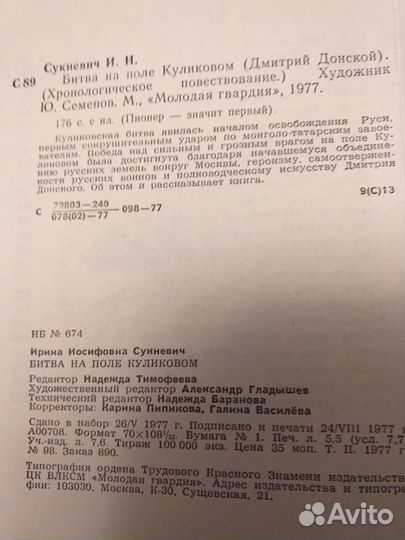 Сукневич И. И.
С 89 Битва на поле Куликовом (Дмитрий Донской).
(Хронологическое повествование.) Художник
Ю. Семенов. М., «Молодая гвардия», 1977.
176 с. с ил. (Пионер — значит первый).
Куликовская битва явилась началом освобождения Руси,
первым сокрушительным ударом по монголо-татарским завое-
вателям. Победа над сильным и грозным врагом на поле Ку-
ликовом была достигнута благодаря начавшемуся объедине-
нию русских земель вокруг Москвы, героизму, самоотвержен-
ности русских воинов и полководческому искусству Дмитрия
Донского. Об этом и рассказывает книга.
С 70803—240 / 078(02)—77 —098—77 9(С)13
ИБ № 674
Ирина Иосифовна Сукневич
БИТВА НА ПОЛЕ КУЛИКОВОМ
Редактор Надежда Тимофеева
Художественный редактор Александр Гладышев
Технический редактор Надежда Баранова
Корректоры: Карина Пипикова, Галина Василёва
Сдано в набор 26/V 1977 г. Подписано к печати 24/VIII 1977
А00708. Формат 70×108¹/₃₂. Бумага № 1. Печ. л. 5,5 (усл. 7,7
Уч.-изд. л. 7,6. Тираж 100 000 экз. Цена 35 коп. Т. П. 1977 г
№ 98. Заказ 890.
Типография ордена Трудового Красного Знамени издательства
ЦК ВЛКСМ «Молодая гвардия». Адрес издательства и типогра
фии: 103030, Москва, К-30, Сущевская, 21.
Avito